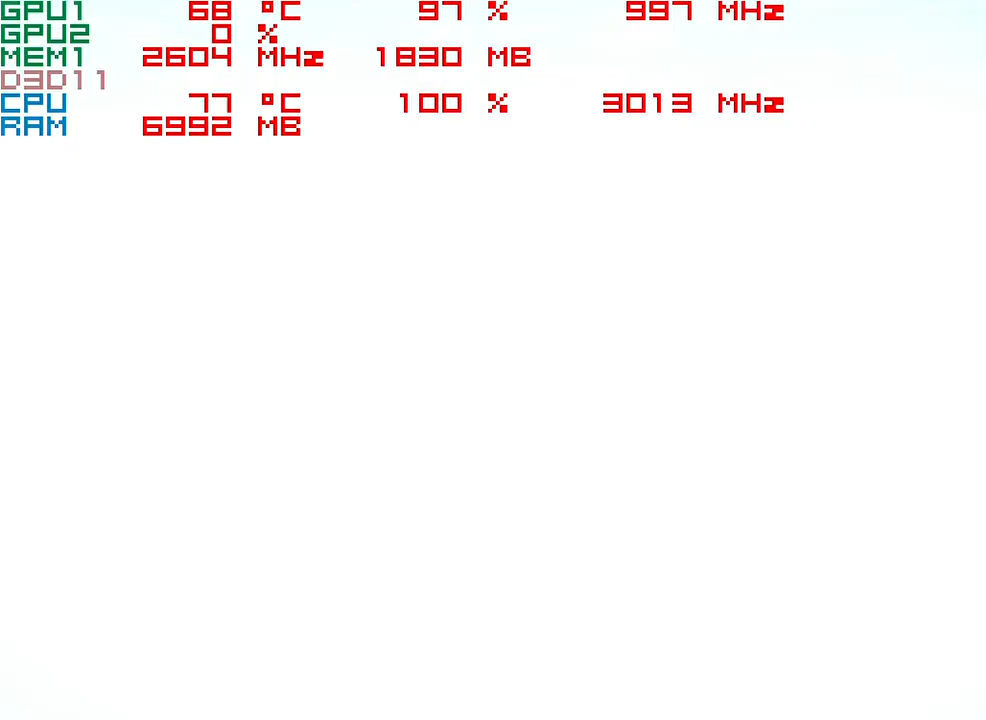 GPU1 68 °C 97 % 997 MHz
GPU2 0 %
MEM1 2604 MHz 1830 MB
D3D11
CPU 77 °C 100 % 3013 MHz
RAM 6992 MB